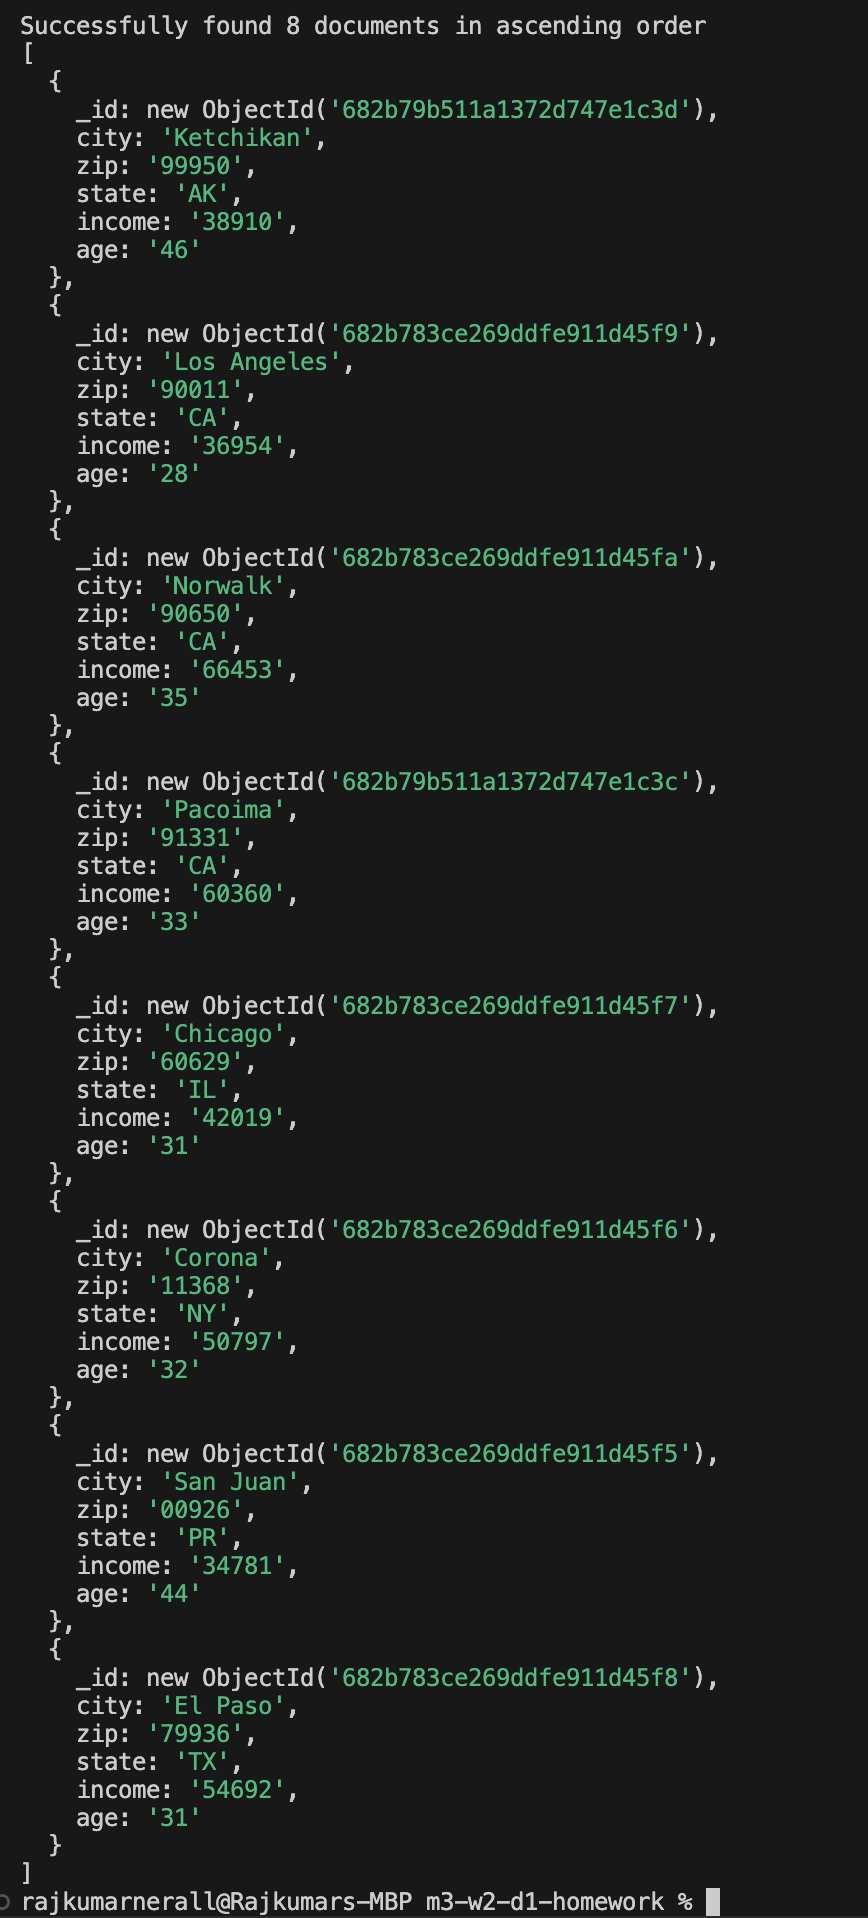 Successfully found 8 documents in ascending order
[
  {
    _id: new ObjectId('682b79b511a1372d747e1c3d'),
    city: 'Ketchikan',
    zip: '99950',
    state: 'AK',
    income: '38910',
    age: '46'
  },
  {
    _id: new ObjectId('682b783ce269ddfe911d45f9'),
    city: 'Los Angeles',
    zip: '90011',
    state: 'CA',
    income: '36954',
    age: '28'
  },
  {
    _id: new ObjectId('682b783ce269ddfe911d45fa'),
    city: 'Norwalk',
    zip: '90650',
    state: 'CA',
    income: '66453',
    age: '35'
  },
  {
    _id: new ObjectId('682b79b511a1372d747e1c3c'),
    city: 'Pacoima',
    zip: '91331',
    state: 'CA',
    income: '60360',
    age: '33'
  },
  {
    _id: new ObjectId('682b783ce269ddfe911d45f7'),
    city: 'Chicago',
    zip: '60629',
    state: 'IL',
    income: '42019',
    age: '31'
  },
  {
    _id: new ObjectId('682b783ce269ddfe911d45f6'),
    city: 'Corona',
    zip: '11368',
    state: 'NY',
    income: '50797',
    age: '32'
  },
  {
    _id: new ObjectId('682b783ce269ddfe911d45f5'),
    city: 'San Juan',
    zip: '00926',
    state: 'PR',
    income: '34781',
    age: '44'
  },
  {
    _id: new ObjectId('682b783ce269ddfe911d45f8'),
    city: 'El Paso',
    zip: '79936',
    state: 'TX',
    income: '54692',
    age: '31'
  }
]
rajkumarnerall@Rajkumars-MBP m3-w2-d1-homework %